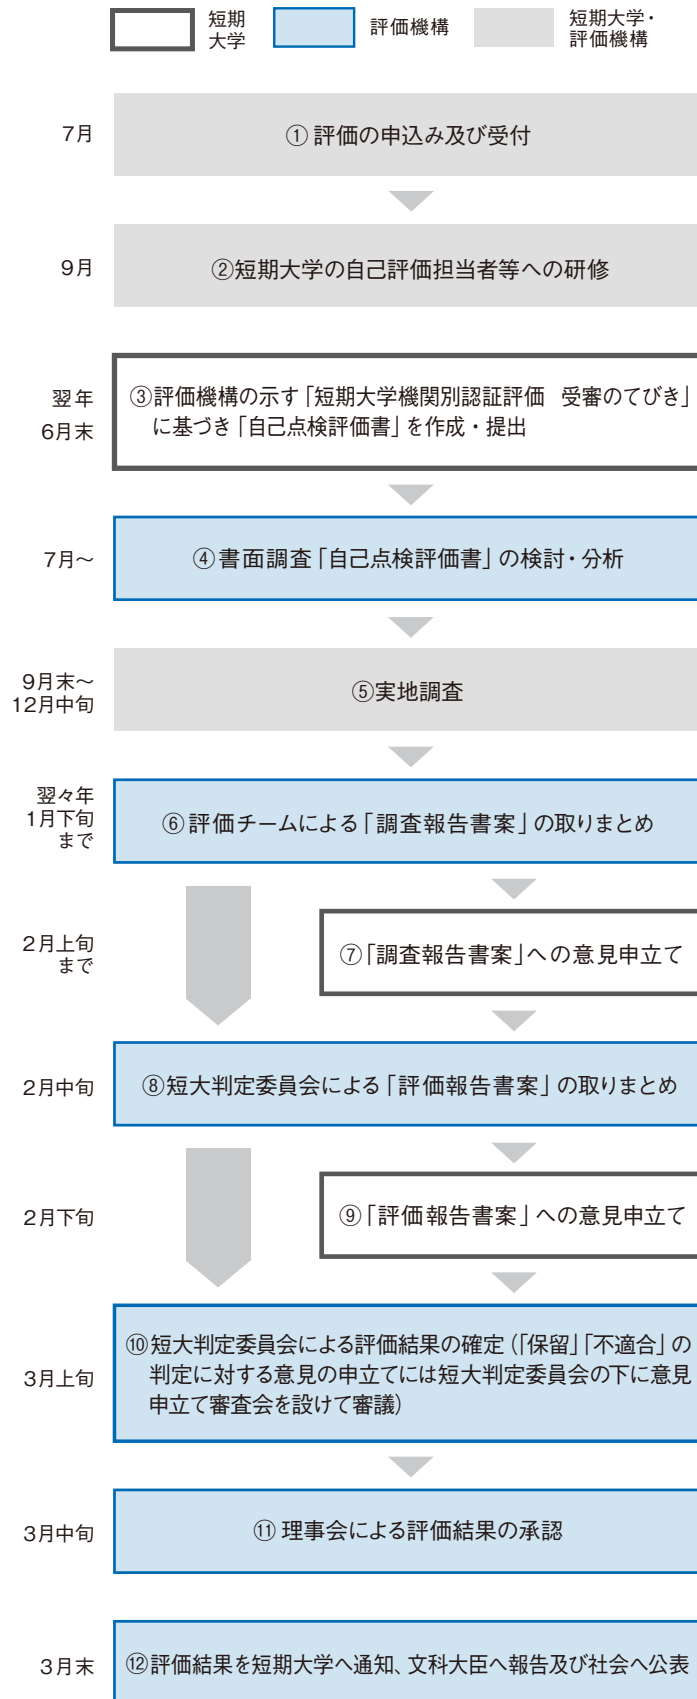 短期
大学
評価機構
短期大学・
評価機構
7月
①評価の申込み及び受付
9月
②短期大学の自己評価担当者等への研修
翌年
6月末
③評価機構の示す「短期大学機関別認証評価 受審のてびき」
に基づき「自己点検評価書」を作成・提出
7月~
④書面調査「自己点検評価書」の検討・分析
9月末~
12月中旬
⑤実地調査
翌々年
1月下旬
まで
⑥評価チームによる「調査報告書案」の取りまとめ
2月上旬
まで
⑦「調査報告書案」への意見申立て
2月中旬
⑧短大判定委員会による「評価報告書案」の取りまとめ
2月下旬
⑨「評価報告書案」への意見申立て
3月上旬
⑩短大判定委員会による評価結果の確定(「保留」「不適合」の
判定に対する意見の申立てには短大判定委員会の下に意見
申立て審査会を設けて審議)
3月中旬
⑪理事会による評価結果の承認
3月末
⑫評価結果を短期大学へ通知、文科大臣へ報告及び社会へ公表